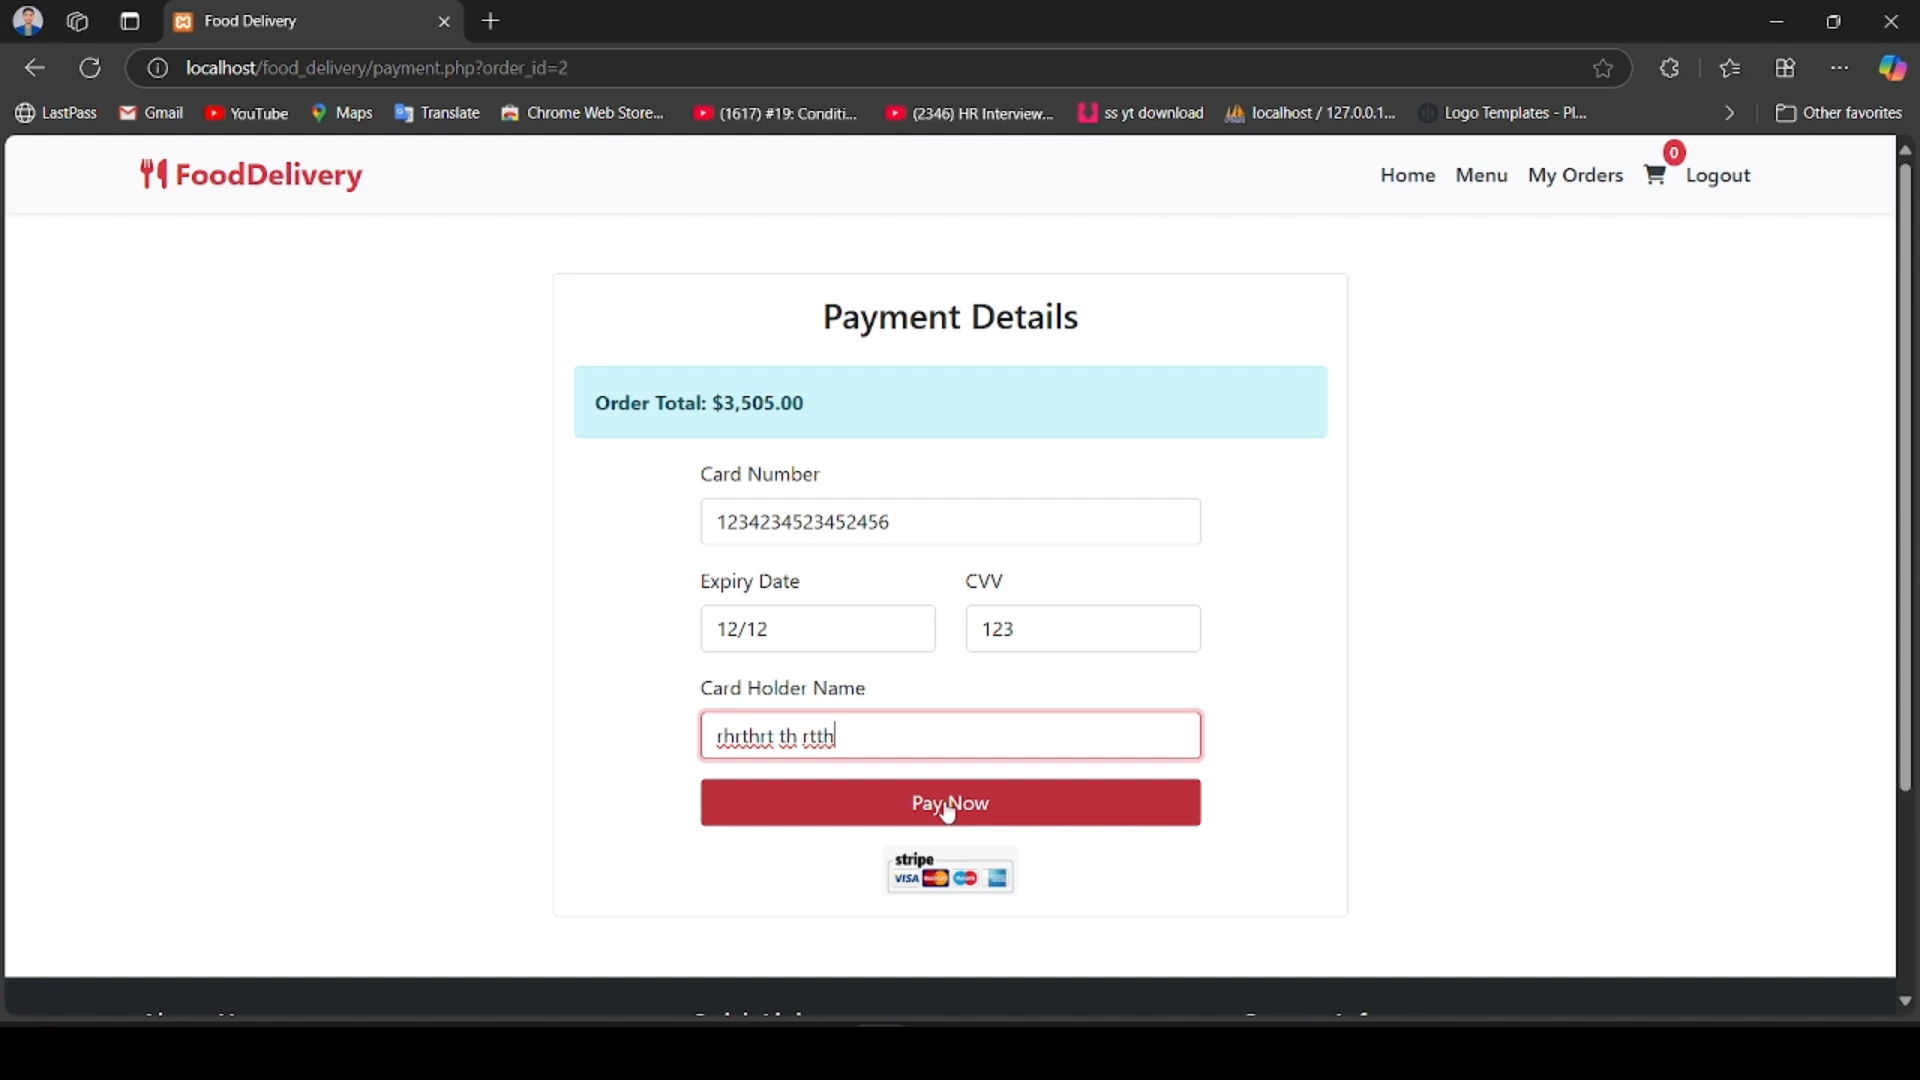 Food Delivery
localhost/food_delivery/payment.php?order_id=2
LastPass Gmail YouTube Maps Translate Chrome Web Store... (1617) #19: Conditi... (2346) HR Interview... ss yt download localhost / 127.0.0.1... Logo Templates - Pl... Other favorites
FoodDelivery
Home Menu My Orders 0 Logout
Payment Details
Order Total: $3,505.00
Card Number
1234234523452456
Expiry Date CVV
12/12 123
Card Holder Name
rhrthrt th rtth
Pay Now
stripe
VISA